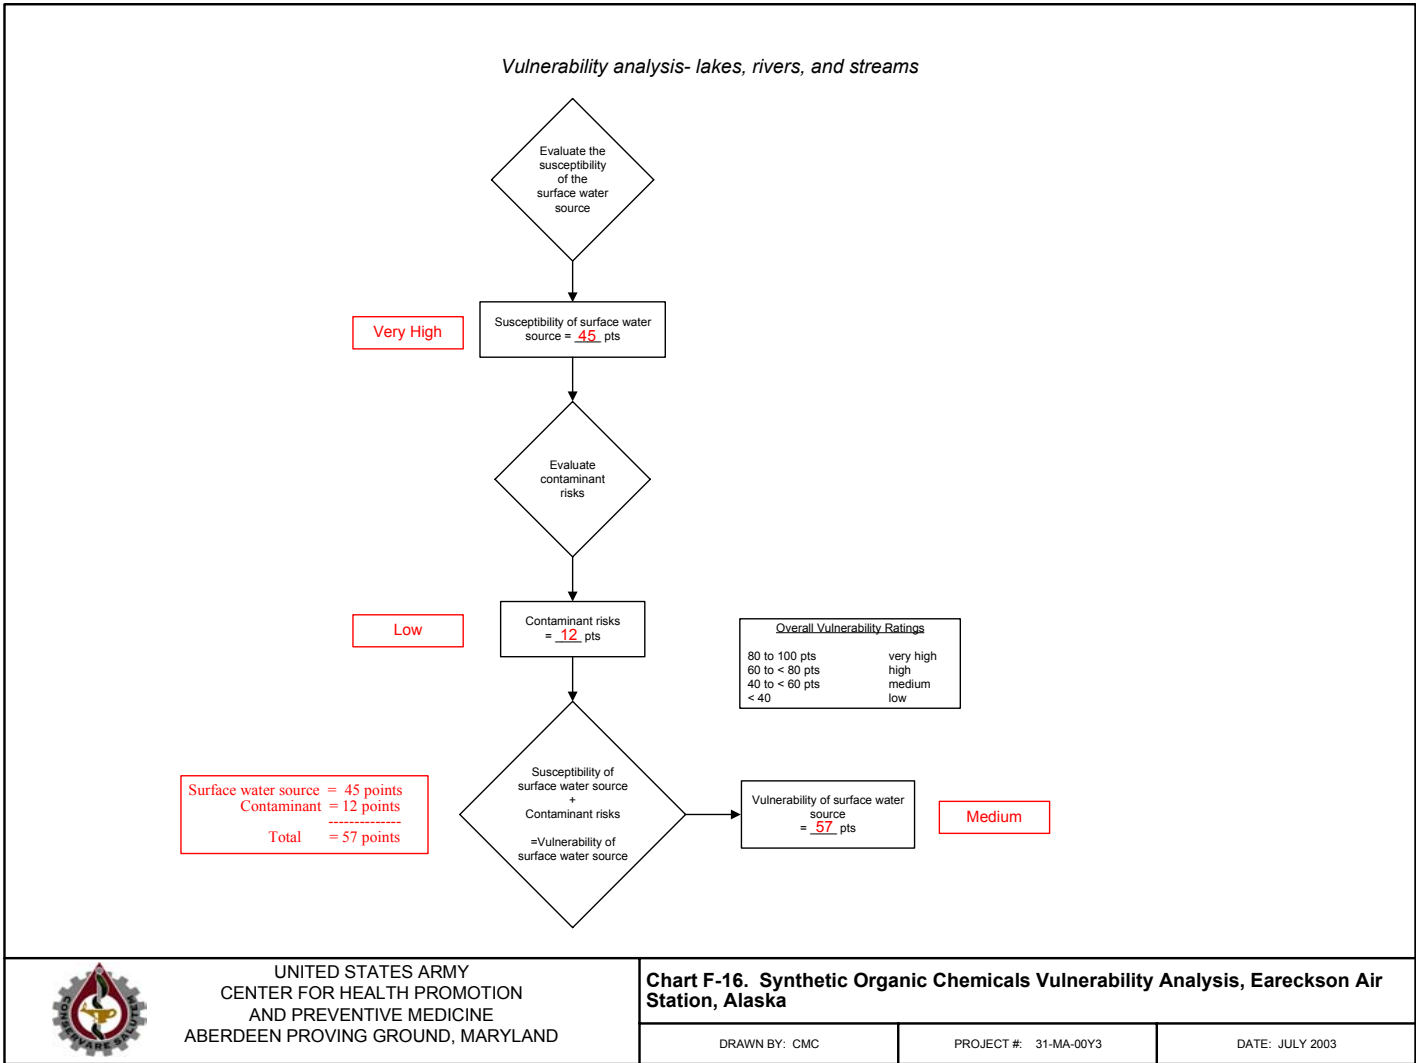 Vulnerability analysis- lakes, rivers, and streams
Evaluate the
susceptibility
of the
surface water
source
Very High
Susceptibility of surface water
source = 45 pts
Evaluate
contaminant
risks
Low
Contaminant risks
= 12 pts
Overall Vulnerability Ratings
80 to 100 pts very high
60 to < 80 pts high
40 to < 60 pts medium
< 40 low
Surface water source = 45 points
Contaminant = 12 points
--------------
Total = 57 points
Susceptibility of
surface water source
+
Contaminant risks
=Vulnerability of
surface water source
Vulnerability of surface water
source
= 57 pts
Medium
CONSERVARE SALUTEM
UNITED STATES ARMY
CENTER FOR HEALTH PROMOTION
AND PREVENTIVE MEDICINE
ABERDEEN PROVING GROUND, MARYLAND
Chart F-16. Synthetic Organic Chemicals Vulnerability Analysis, Eareckson Air
Station, Alaska
DRAWN BY: CMC
PROJECT #: 31-MA-00Y3
DATE: JULY 2003